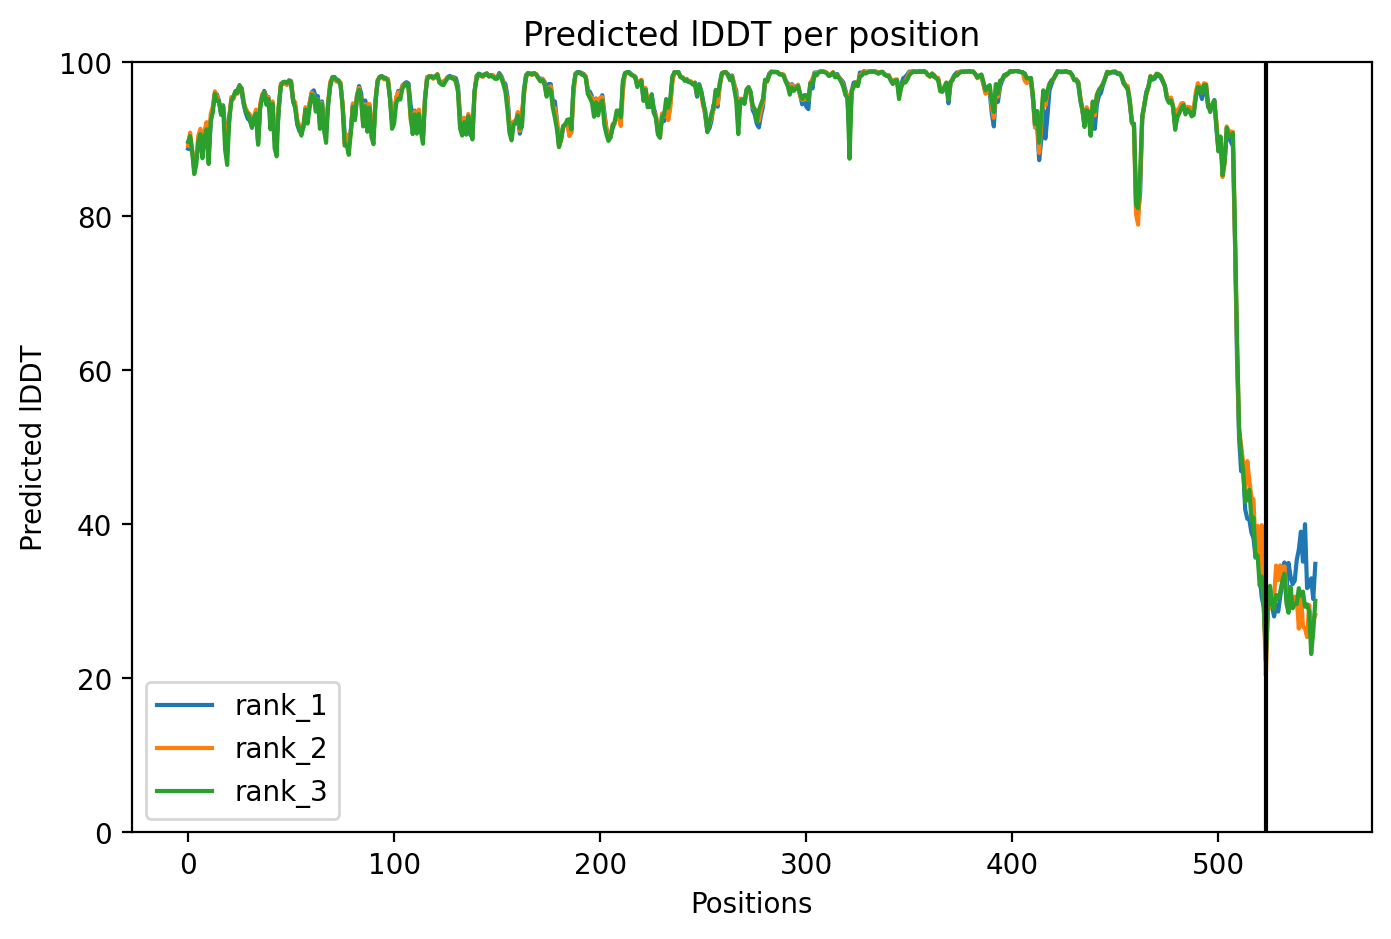 Predicted lDDT per position
100
80
60
40
20
0
Predicted lDDT
rank_1
rank_2
rank_3
0 100 200 300 400 500
Positions